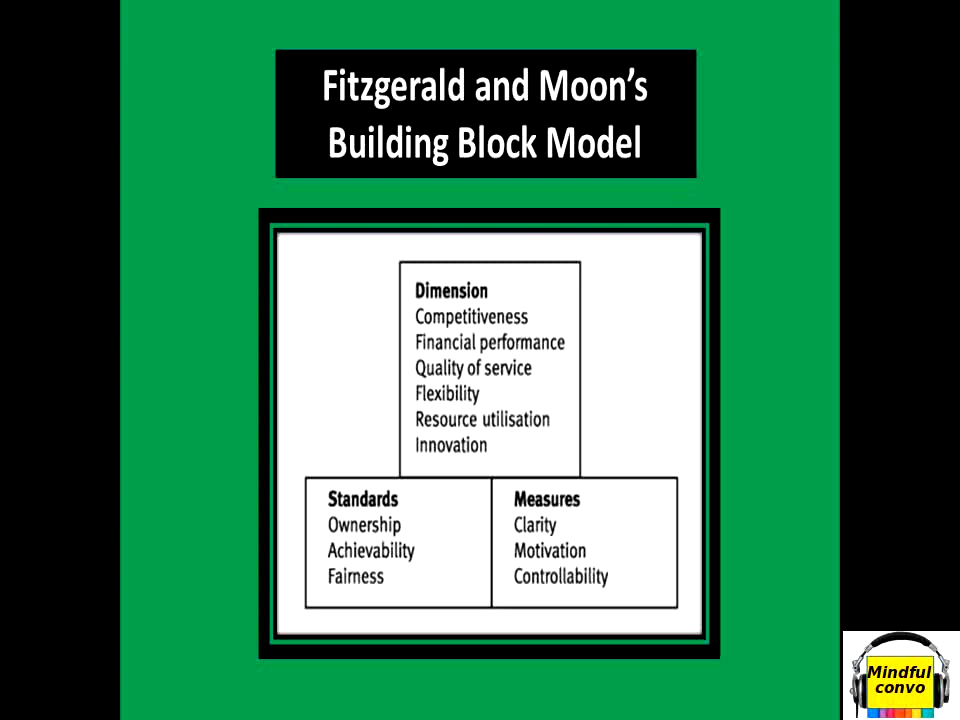 Fitzgerald and Moon’s
Building Block Model
Dimension
Competitiveness
Financial performance
Quality of service
Flexibility
Resource utilisation
Innovation
Standards
Ownership
Achievability
Fairness
Measures
Clarity
Motivation
Controllability
Mindful
convo